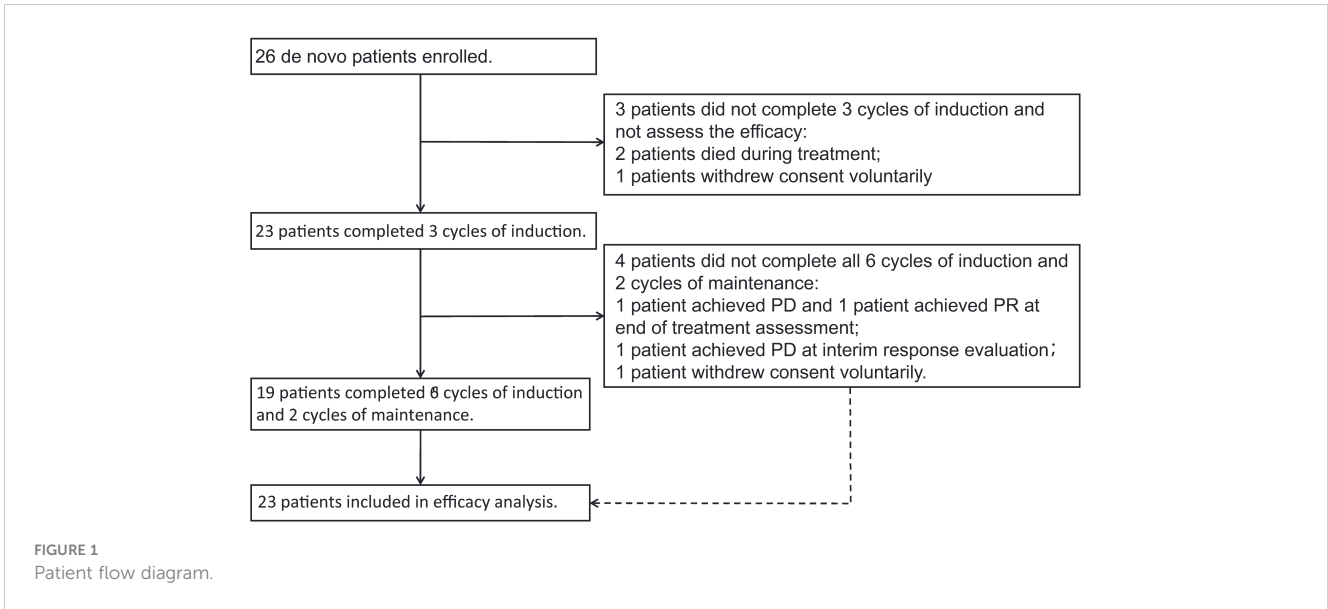 26 de novo patients enrolled.
3 patients did not complete 3 cycles of induction and
not assess the efficacy:
2 patients died during treatment;
1 patients withdrew consent voluntarily
23 patients completed 3 cycles of induction.
4 patients did not complete all 6 cycles of induction and
2 cycles of maintenance:
1 patient achieved PD and 1 patient achieved PR at
end of treatment assessment;
1 patient achieved PD at interim response evaluation;
1 patient withdrew consent voluntarily.
19 patients completed 6 cycles of induction
and 2 cycles of maintenance.
23 patients included in efficacy analysis.
FIGURE 1
Patient flow diagram.